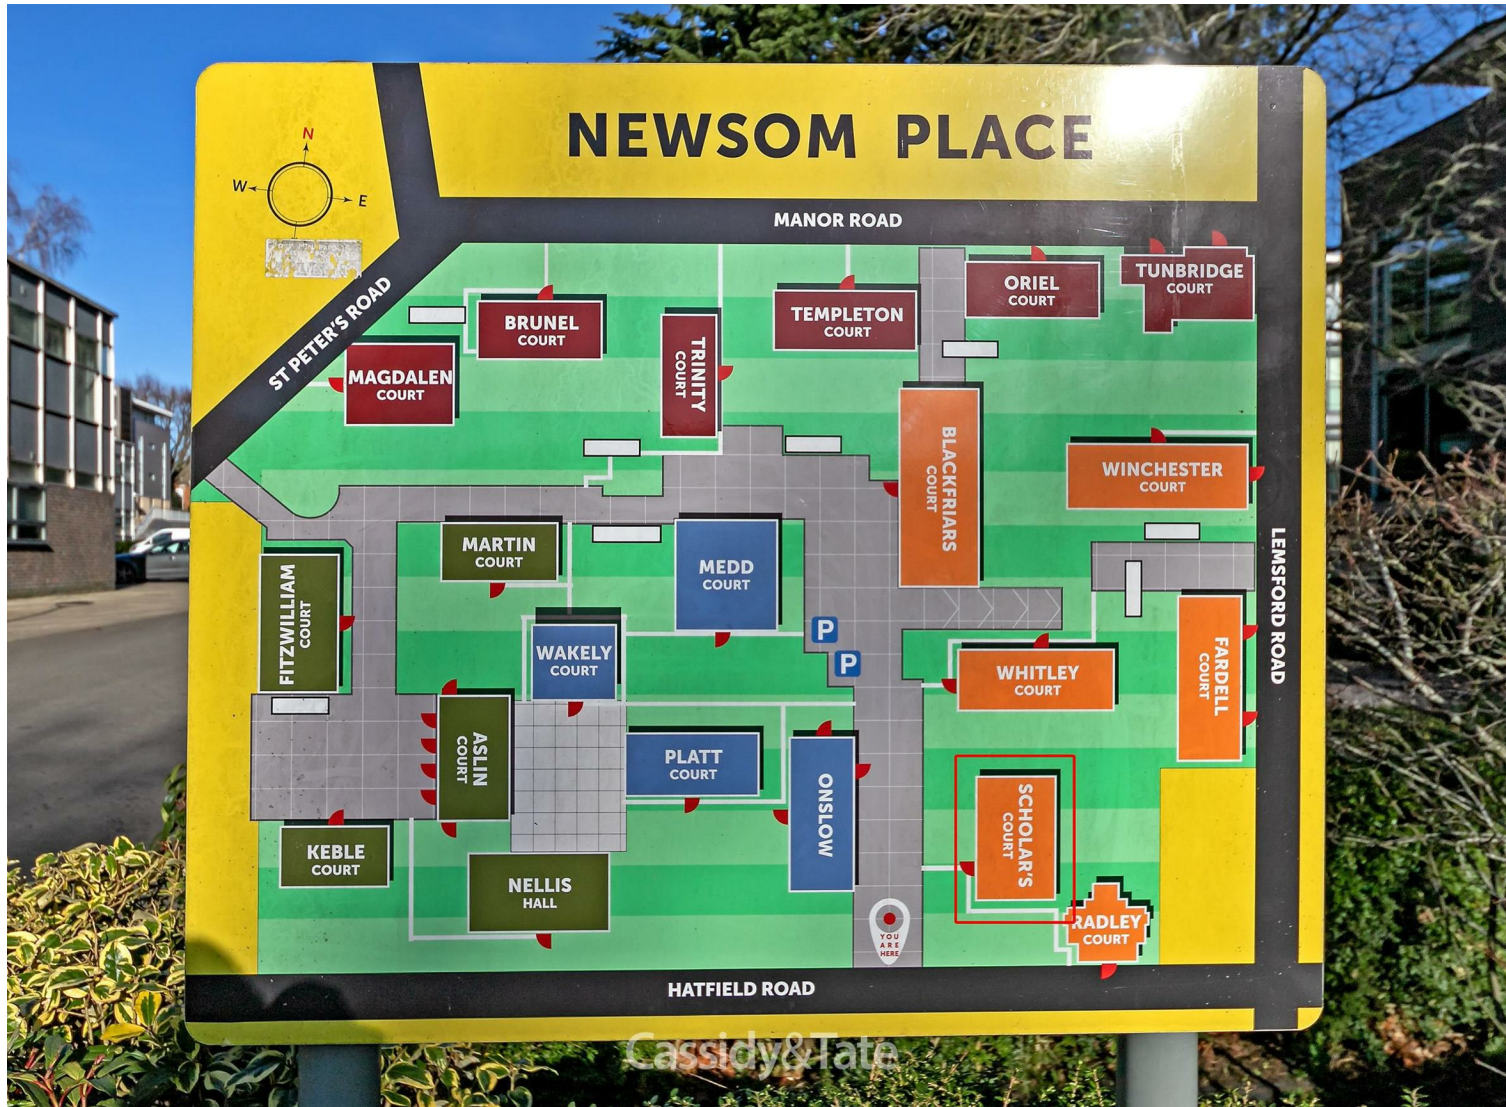 NEWSOM PLACE
N
W
E
MANOR ROAD
ST PETER'S ROAD
ORIEL
COURT
TUNBRIDGE
COURT
BRUNEL
COURT
TEMPLETON
COURT
TRINITY
COURT
MAGDALEN
COURT
BLACKFRIARS
COURT
WINCHESTER
COURT
LEMSFORD ROAD
MARTIN
COURT
MEDD
COURT
FITZWILLIAM
COURT
P
P
WAKELY
COURT
WHITLEY
COURT
FARDELL
COURT
ASLIN
COURT
PLATT
COURT
ONSLOW
SCHOLAR'S
COURT
KEBLE
COURT
NELLIS
HALL
RADLEY
COURT
YOU
ARE
HERE
HATFIELD ROAD
Cassidy&Tate